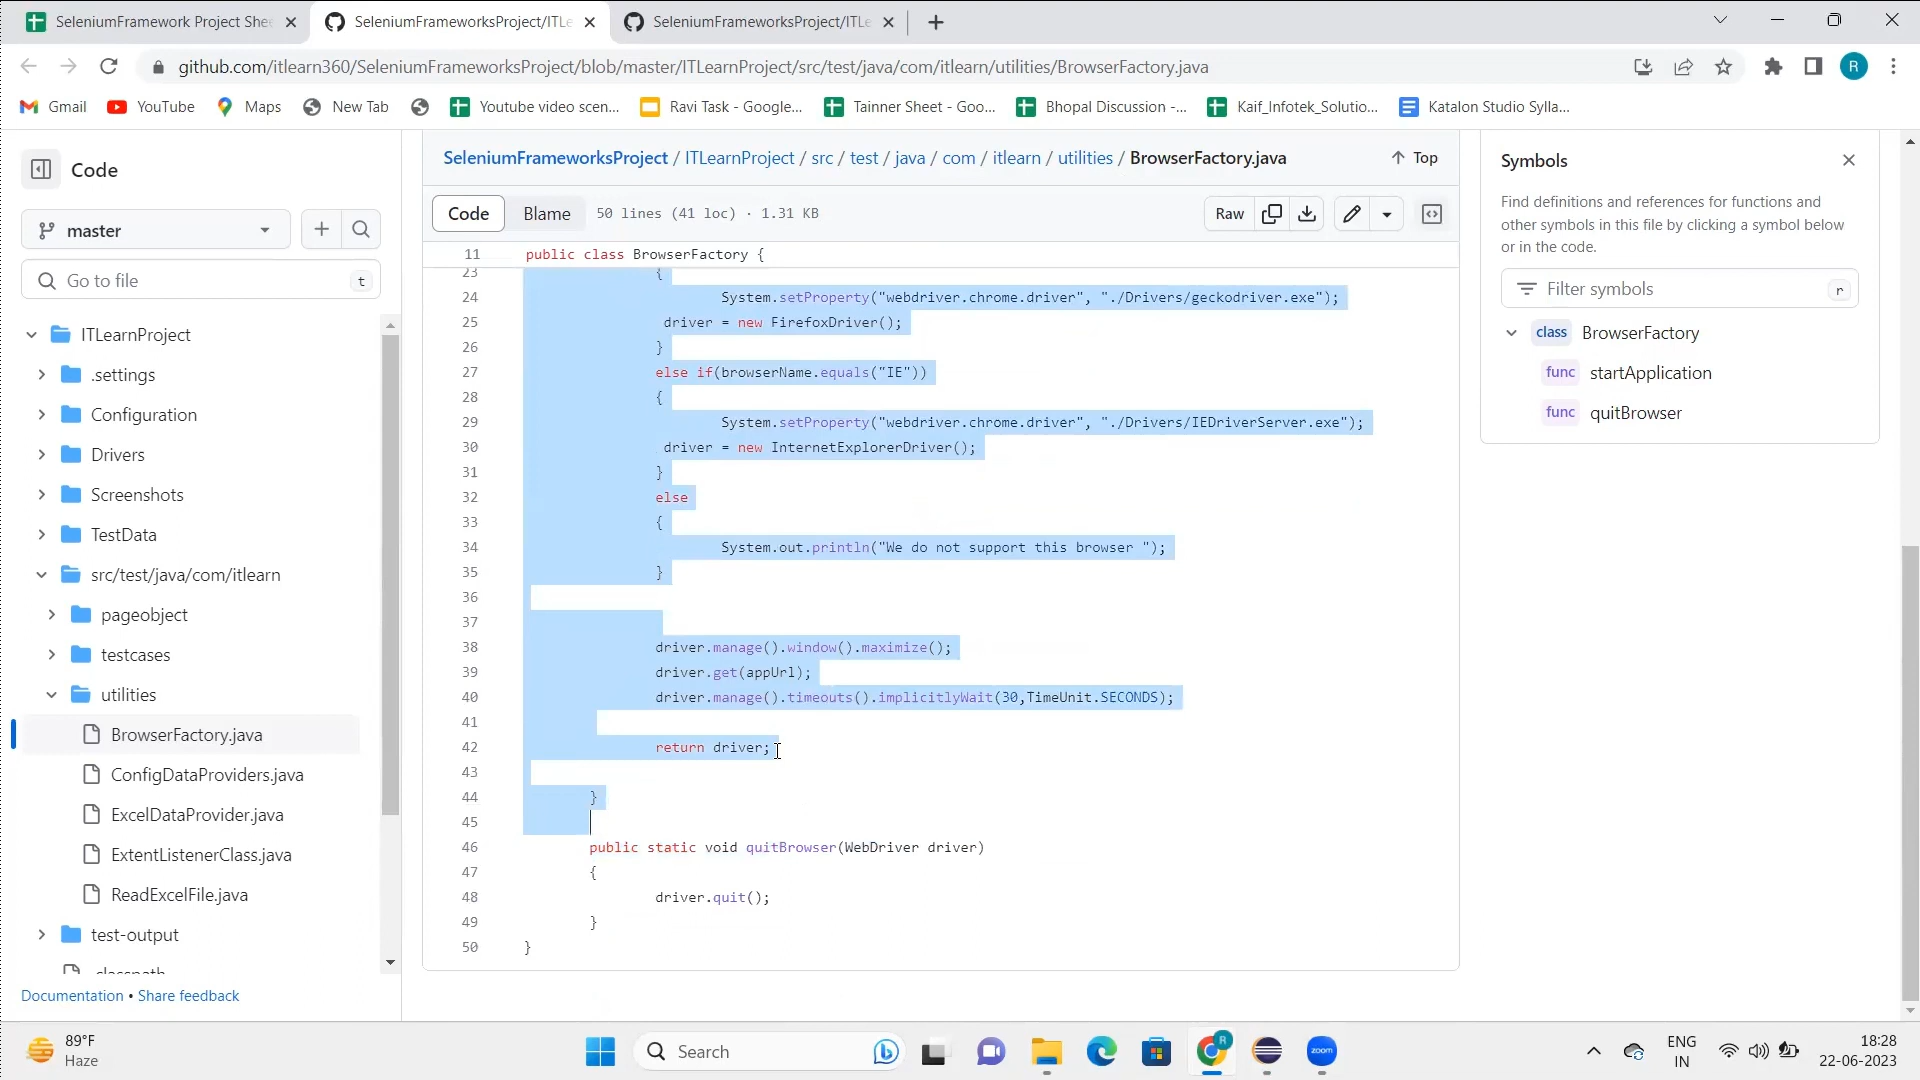 SeleniumFramework Project She
SeleniumFrameworksProject/ITLe
SeleniumFrameworksProject/ITLe
github.com/itlearn360/SeleniumFrameworksProject/blob/master/ITLearnProject/src/test/java/com/itlearn/utilities/BrowserFactory.java
R
Gmail
YouTube
Maps
New Tab
Youtube video scen...
Ravi Task - Google...
Tainner Sheet - Goo...
Bhopal Discussion -...
Kaif_Infotek_Solutio...
Katalon Studio Sylla...
Code
master
Go to file
t
ITLearnProject
.settings
Configuration
Drivers
Screenshots
TestData
src/test/java/com/itlearn
pageobject
testcases
utilities
BrowserFactory.java
ConfigDataProviders.java
ExcelDataProvider.java
ExtentListenerClass.java
ReadExcelFile.java
test-output
.classpath
Documentation • Share feedback
SeleniumFrameworksProject / ITLearnProject / src / test / java / com / itlearn / utilities / BrowserFactory.java
Top
Code
Blame
50 lines (41 loc) · 1.31 KB
Raw
11 public class BrowserFactory {
23 {
24 System.setProperty("webdriver.chrome.driver", "./Drivers/geckodriver.exe");
25 driver = new FirefoxDriver();
26 }
27 else if(browserName.equals("IE"))
28 {
29 System.setProperty("webdriver.chrome.driver", "./Drivers/IEDriverServer.exe");
30 driver = new InternetExplorerDriver();
31 }
32 else
33 {
34 System.out.println("We do not support this browser ");
35 }
36
37
38 driver.manage().window().maximize();
39 driver.get(appUrl);
40 driver.manage().timeouts().implicitlyWait(30,TimeUnit.SECONDS);
41
42 return driver;
43
44 }
45
46 public static void quitBrowser(WebDriver driver)
47 {
48 driver.quit();
49 }
50 }
Symbols
Find definitions and references for functions and
other symbols in this file by clicking a symbol below
or in the code.
Filter symbols
r
class BrowserFactory
func startApplication
func quitBrowser
89°F
Haze
Search
R
zoom
ENG
IN
18:28
22-06-2023